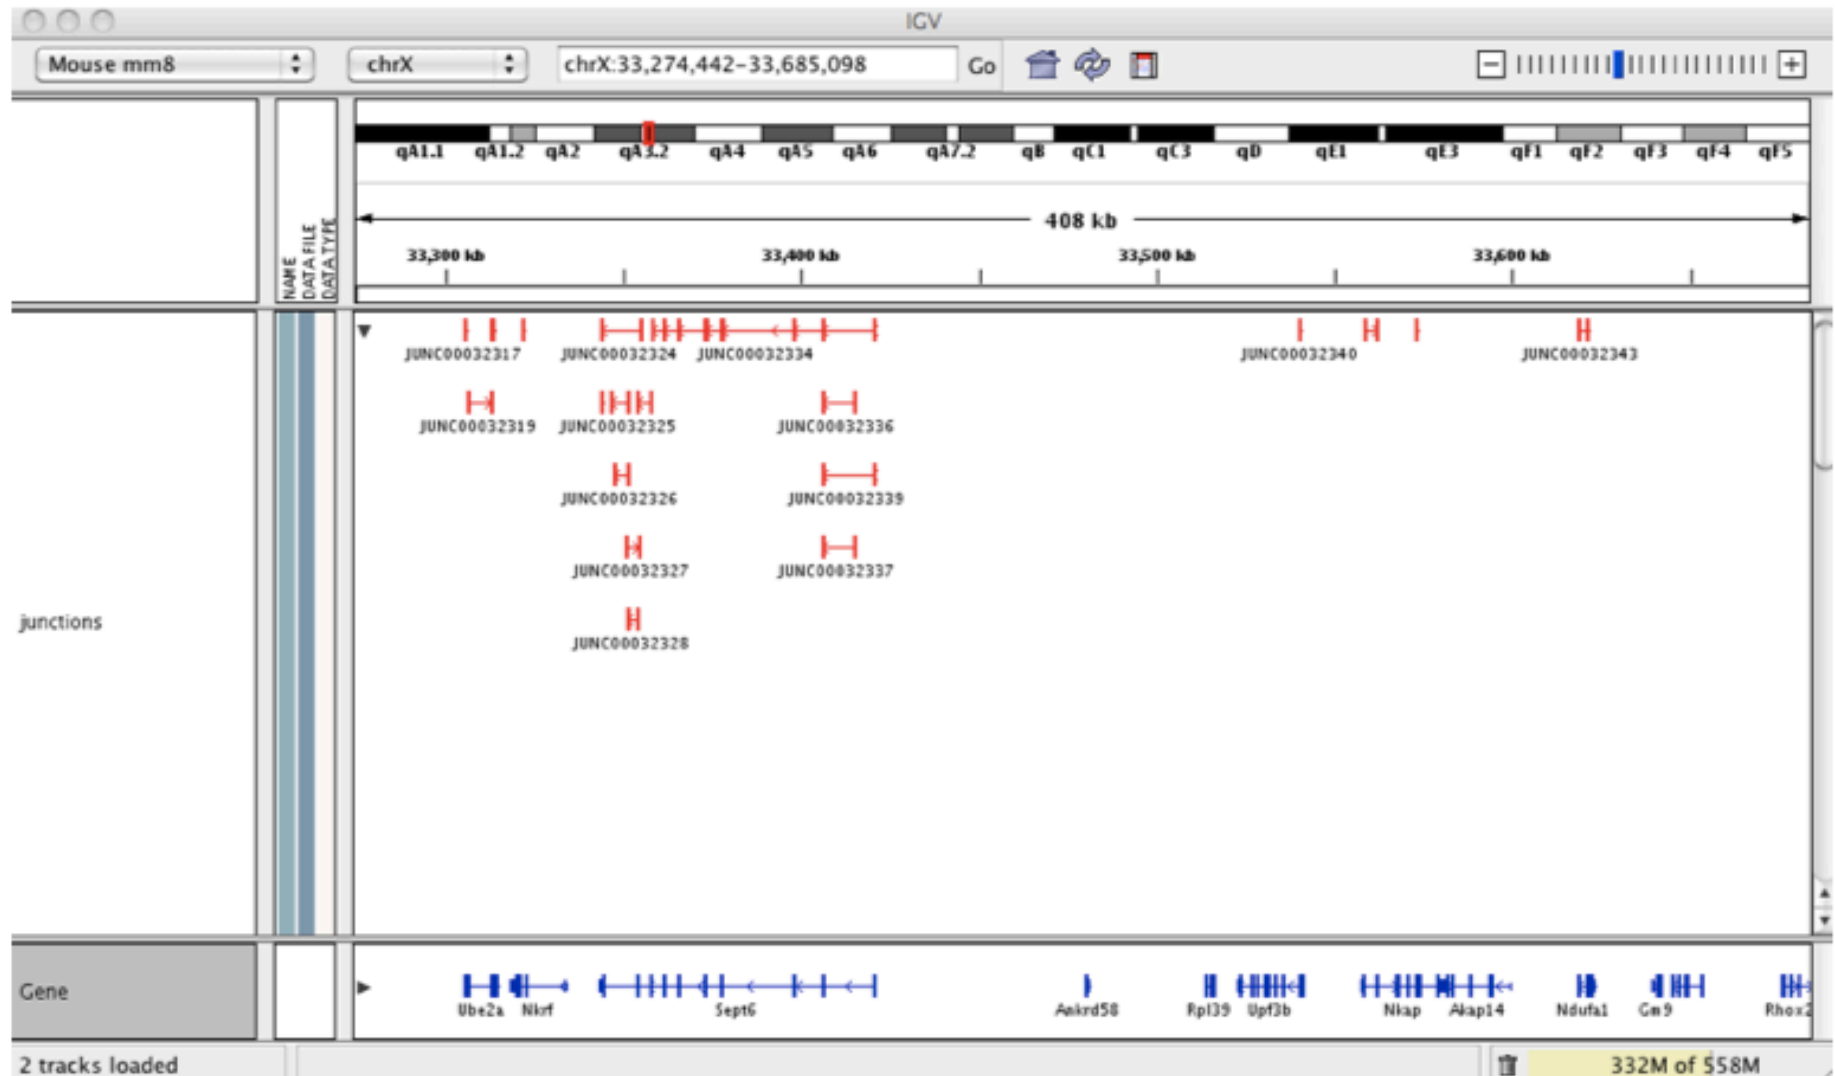 IGV
Mouse mm8 chrX chrX:33,274,442-33,685,098 Go
qA1.1 qA1.2 qA2 qA3.2 qA4 qA5 qA6 qA7.2 qB qC1 qC3 qD qE1 qE3 qF1 qF2 qF3 qF4 qF5
408 kb
NAME
DATA FILE
DATA TYPE
33,300 kb 33,400 kb 33,500 kb 33,600 kb
JUNC00032317 JUNC00032324 JUNC00032334 JUNC00032340 JUNC00032343
JUNC00032319 JUNC00032325 JUNC00032336
JUNC00032326 JUNC00032339
JUNC00032327 JUNC00032337
junctions
JUNC00032328
Gene
Ube2a Nkrf Sept6 Ankrd58 Rpl39 Upf3b Nkap Akap14 Ndufa1 Gm9 Rhox2
2 tracks loaded 332M of 558M